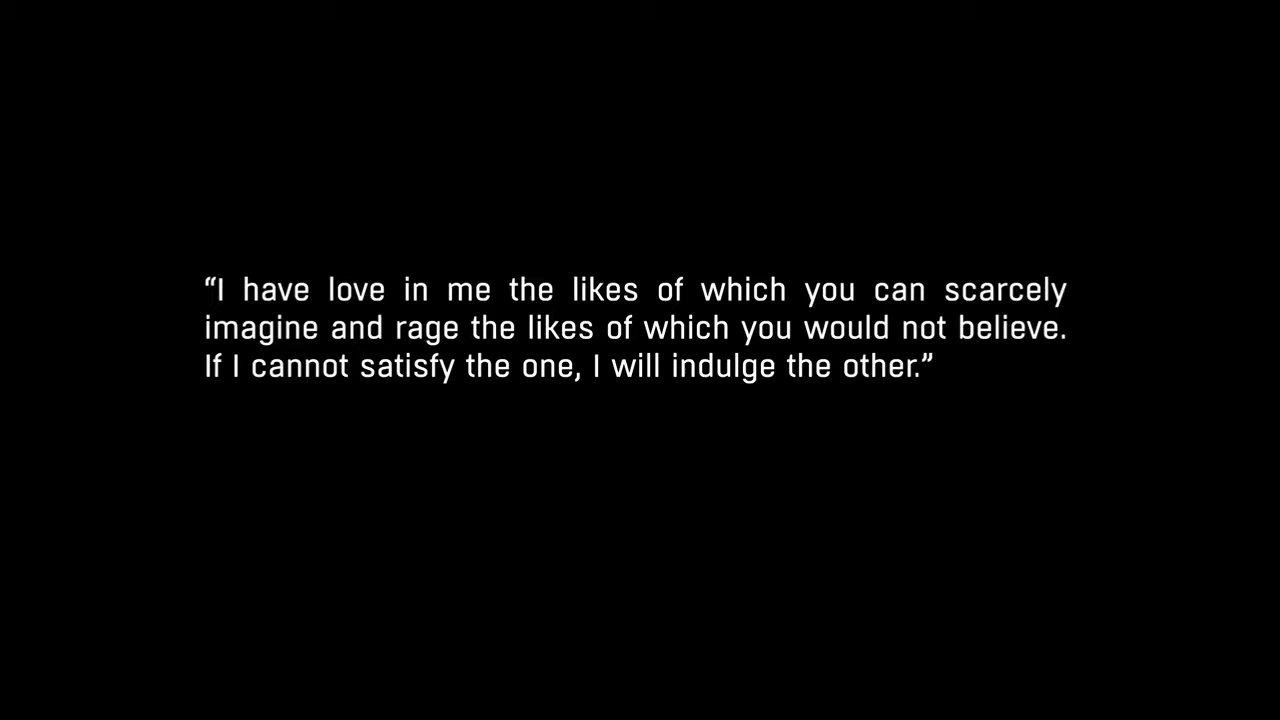 “I have love in me the likes of which you can scarcely
imagine and rage the likes of which you would not believe.
If I cannot satisfy the one, I will indulge the other.”